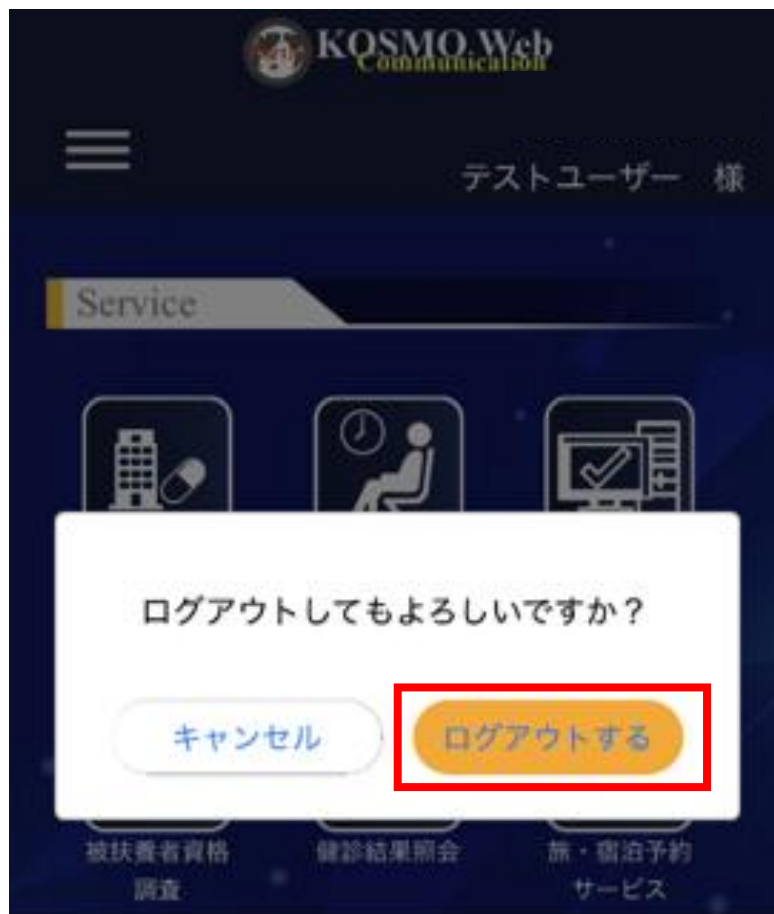 KOSMO Web
Communication
テストユーザー 様
Service
ログアウトしてもよろしいですか？
キャンセル
ログアウトする
被扶養者資格
調査
健診結果照会
旅・宿泊予約
サービス